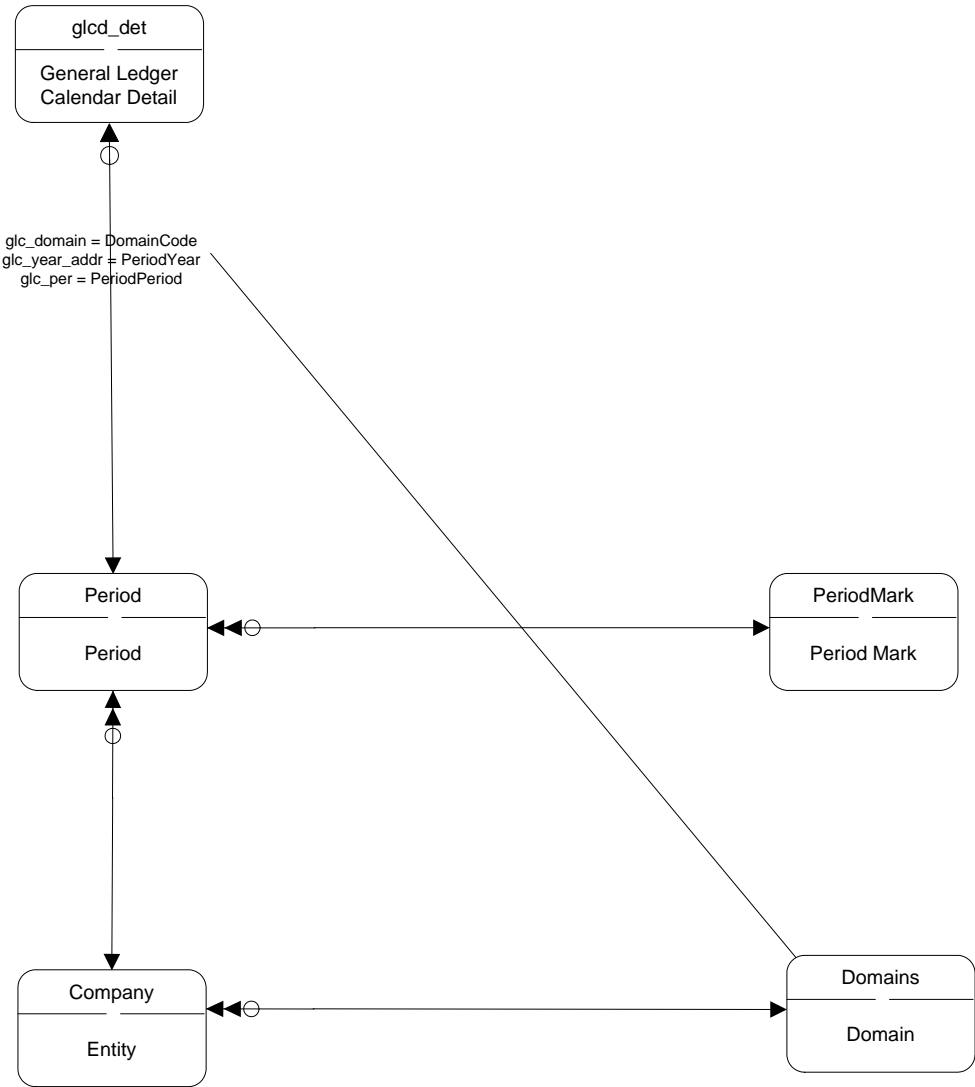 glcd_det
General Ledger
Calendar Detail
glc_domain = DomainCode
glc_year_addr = PeriodYear
glc_per = PeriodPeriod
Period
Period
PeriodMark
Period Mark
Company
Entity
Domains
Domain